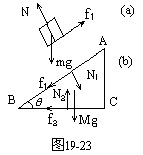 N f₁ (a)
mg
A
(b)
f₁ N₁
N₂
B θ C
f₂ Mg
图19-23